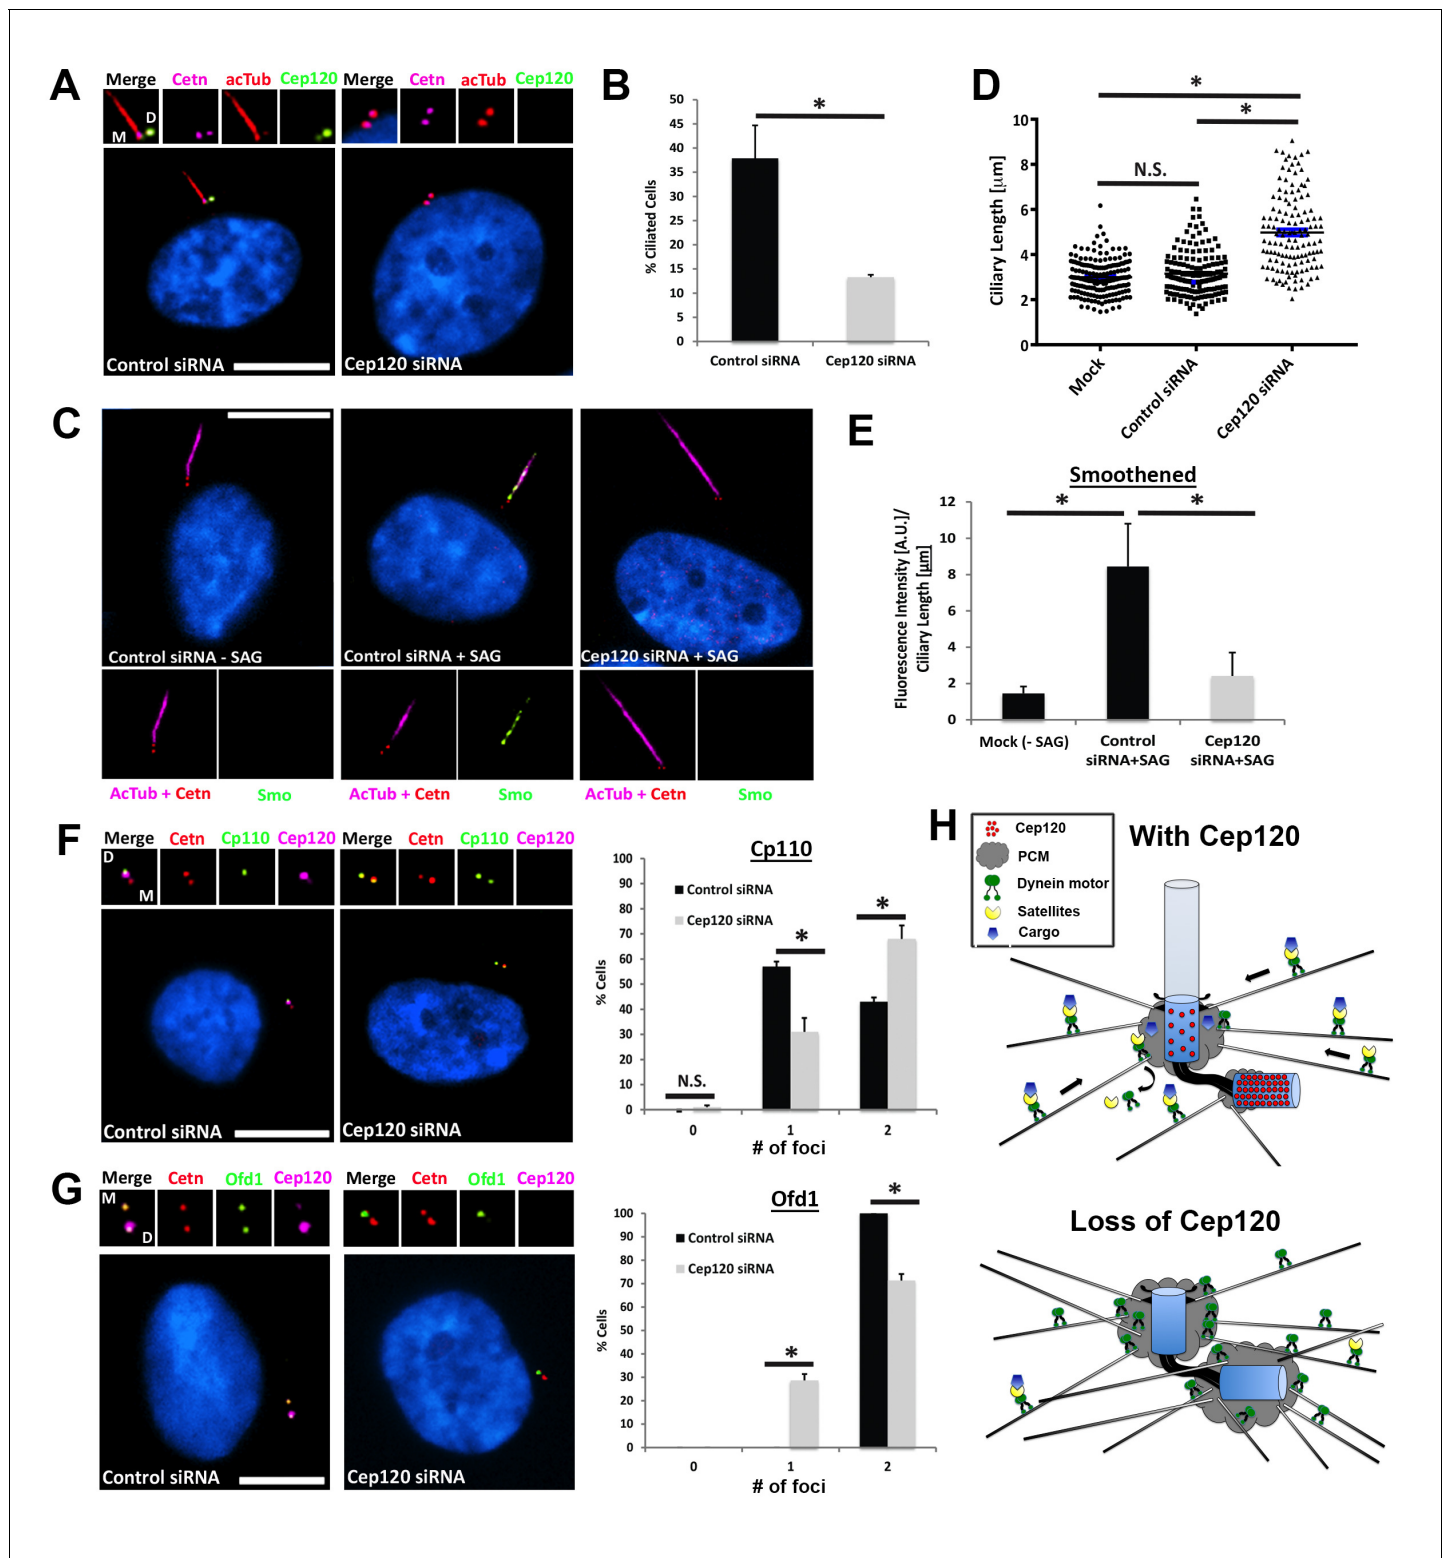 A
Merge Cetn acTub Cep120 Merge Cetn acTub Cep120
D
M
Control siRNA
Cep120 siRNA
B
% Ciliated Cells
50
45
40
35
30
25
20
15
10
5
0
*
Control siRNA
Cep120 siRNA
D
Ciliary Length [µm]
10
8
6
4
2
0
*
*
N.S.
Mock
Control siRNA
Cep120 siRNA
C
Control siRNA - SAG
Control siRNA + SAG
Cep120 siRNA + SAG
AcTub + Cetn Smo AcTub + Cetn Smo AcTub + Cetn Smo
E
Smoothened
Fluorescence Intensity [A.U.]/
Ciliary Length [µm]
12
10
8
6
4
2
0
* *
Mock (- SAG)
Control
siRNA+SAG
Cep120
siRNA+SAG
F
Merge Cetn Cp110 Cep120 Merge Cetn Cp110 Cep120
D
M
Control siRNA
Cep120 siRNA
Cp110
% Cells
100
90
80
70
60
50
40
30
20
10
0
Control siRNA
Cep120 siRNA
N.S.
*
*
0 1 2
# of foci
G
Merge Cetn Ofd1 Cep120 Merge Cetn Ofd1 Cep120
M
D
Control siRNA
Cep120 siRNA
Ofd1
% Cells
100
90
80
70
60
50
40
30
20
10
0
Control siRNA
Cep120 siRNA
*
*
0 1 2
# of foci
H
Cep120
PCM
Dynein motor
Satellites
Cargo
With Cep120
Loss of Cep120